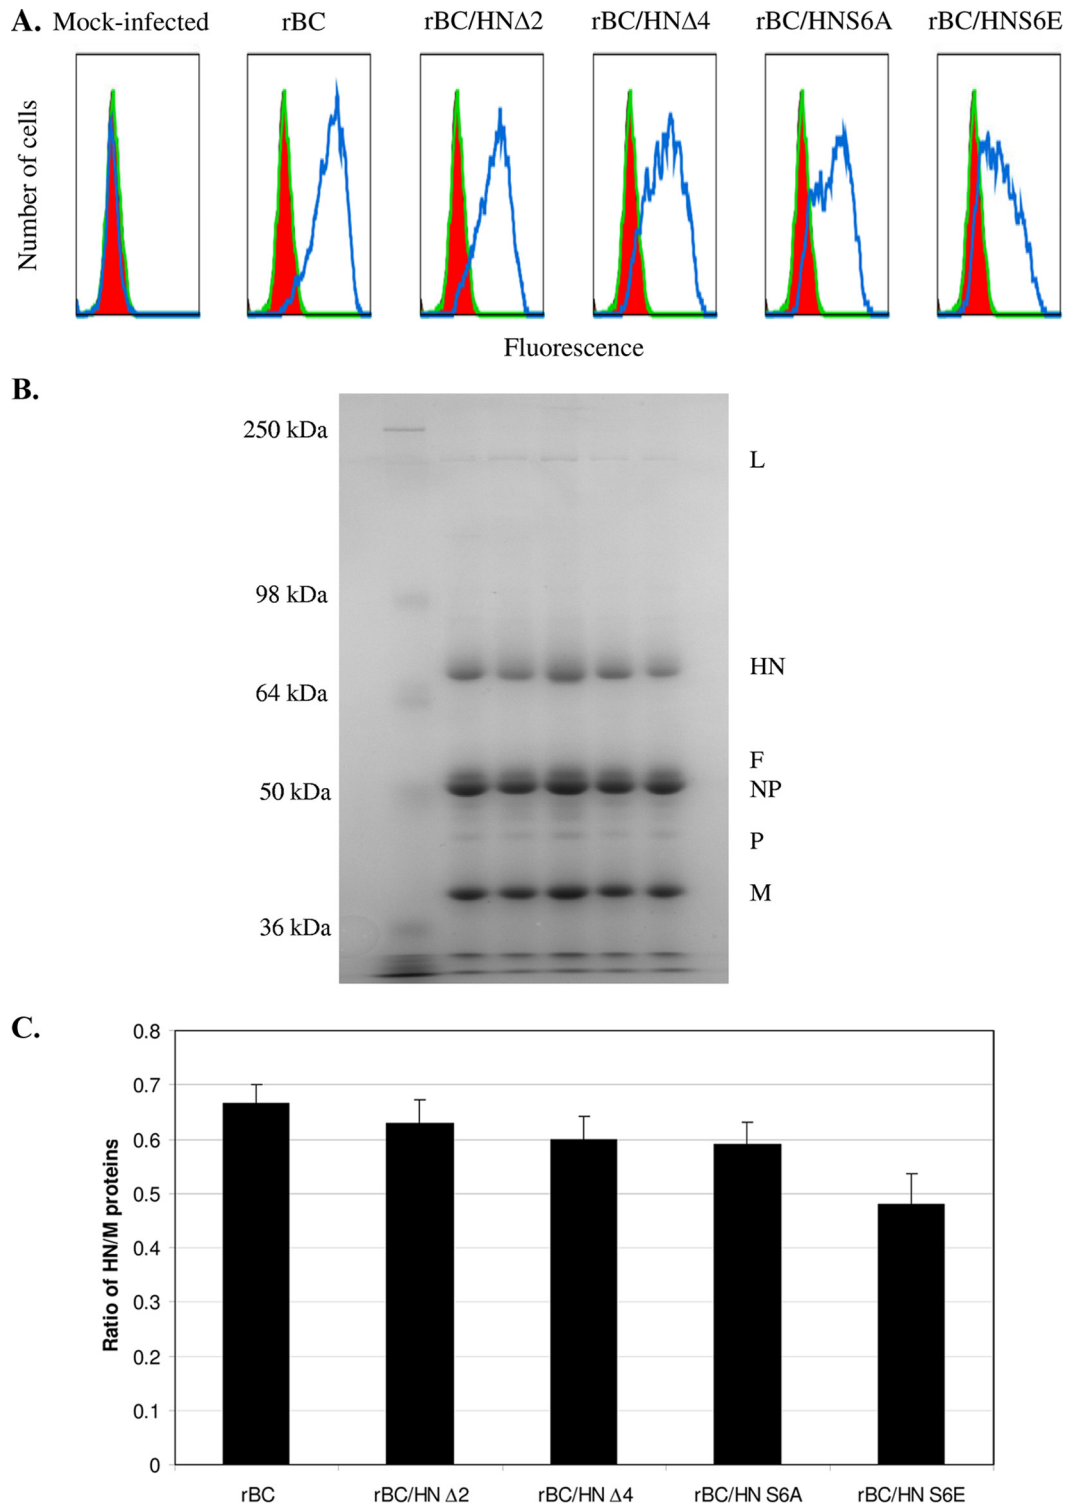 A. Mock-infected rBC rBC/HNΔ2 rBC/HNΔ4 rBC/HNS6A rBC/HNS6E
Number of cells
Fluorescence
B.
250 kDa
L
98 kDa
HN
64 kDa
F
50 kDa
NP
P
M
36 kDa
C.
0.8
0.7
0.6
0.5
0.4
0.3
0.2
0.1
0
Ratio of HN/M proteins
rBC rBC/HN Δ2 rBC/HN Δ4 rBC/HN S6A rBC/HN S6E